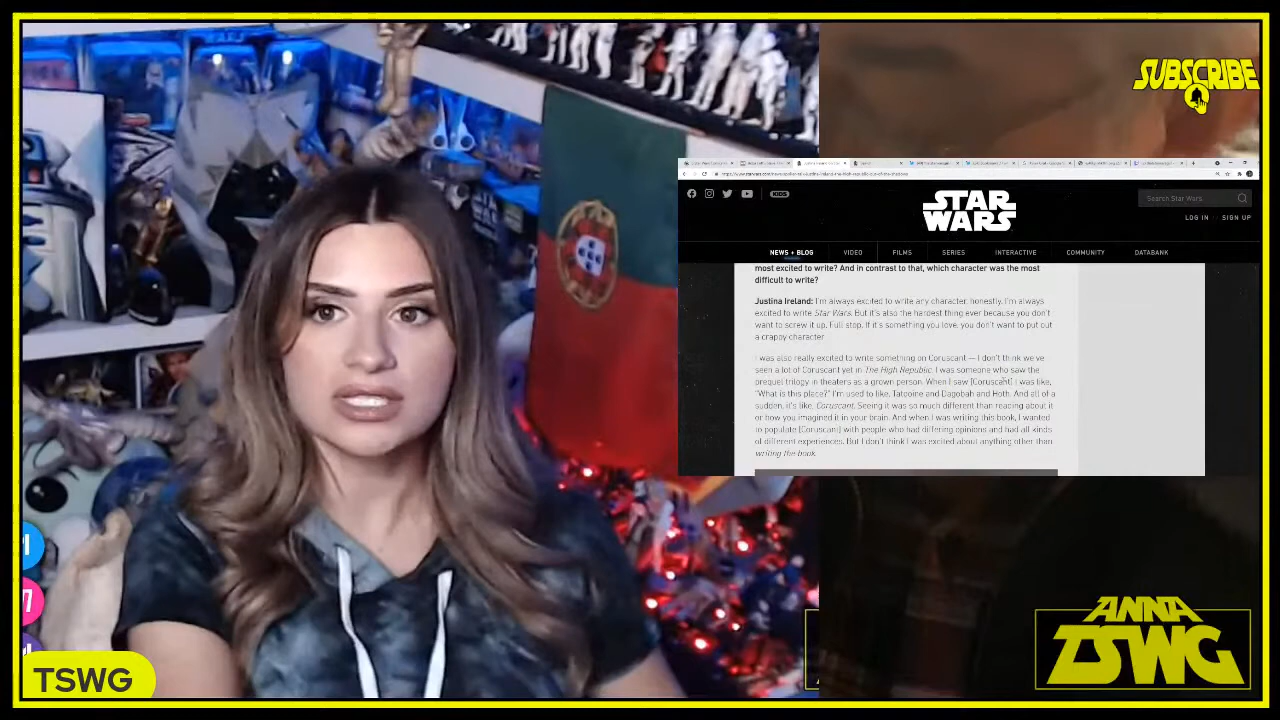 SUBSCRIBE
KIDS
STAR
WARS
Search Star Wars
LOG IN
SIGN UP
NEWS + BLOG
VIDEO
FILMS
SERIES
INTERACTIVE
COMMUNITY
DATABANK
most excited to write? And in contrast to that, which character was the most
difficult to write?
Justina Ireland: I'm always excited to write any character, honestly. I'm always
excited to write Star Wars. But it's also the hardest thing ever because you don't
want to screw it up. Full stop. If it's something you love, you don't want to put out
a crappy character.
I was also really excited to write something on Coruscant — I don't think we've
seen a lot of Coruscant yet in The High Republic. I was someone who saw the
prequel trilogy in theaters as a grown person. When I saw [Coruscant] I was like,
"What is this place?" I'm used to like, Tatooine and Dagobah and Hoth. And all of a
sudden, it's like, Coruscant. Seeing it was so much different than reading about it
or how you imagined it in your brain. And when I was writing this book, I wanted
to populate [Coruscant] with people who had differing opinions and had all kinds
of different experiences. But I don't think I was excited about anything other than
writing the book.
ANNA
TSWG
TSWG